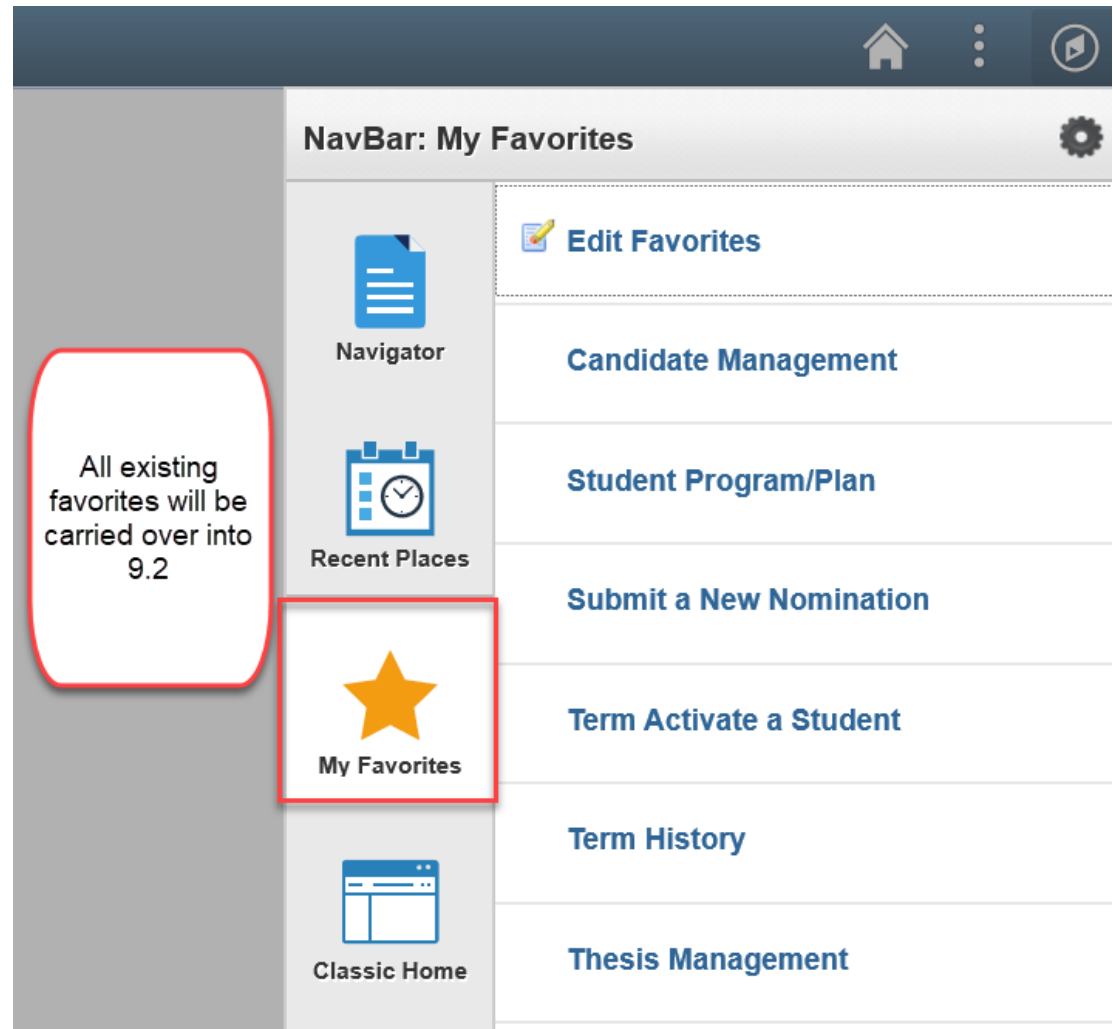 NavBar: My Favorites
Edit Favorites
Navigator
Candidate Management
All existing
favorites will be
carried over into
9.2
Student Program/Plan
Recent Places
Submit a New Nomination
Term Activate a Student
My Favorites
Term History
Classic Home
Thesis Management